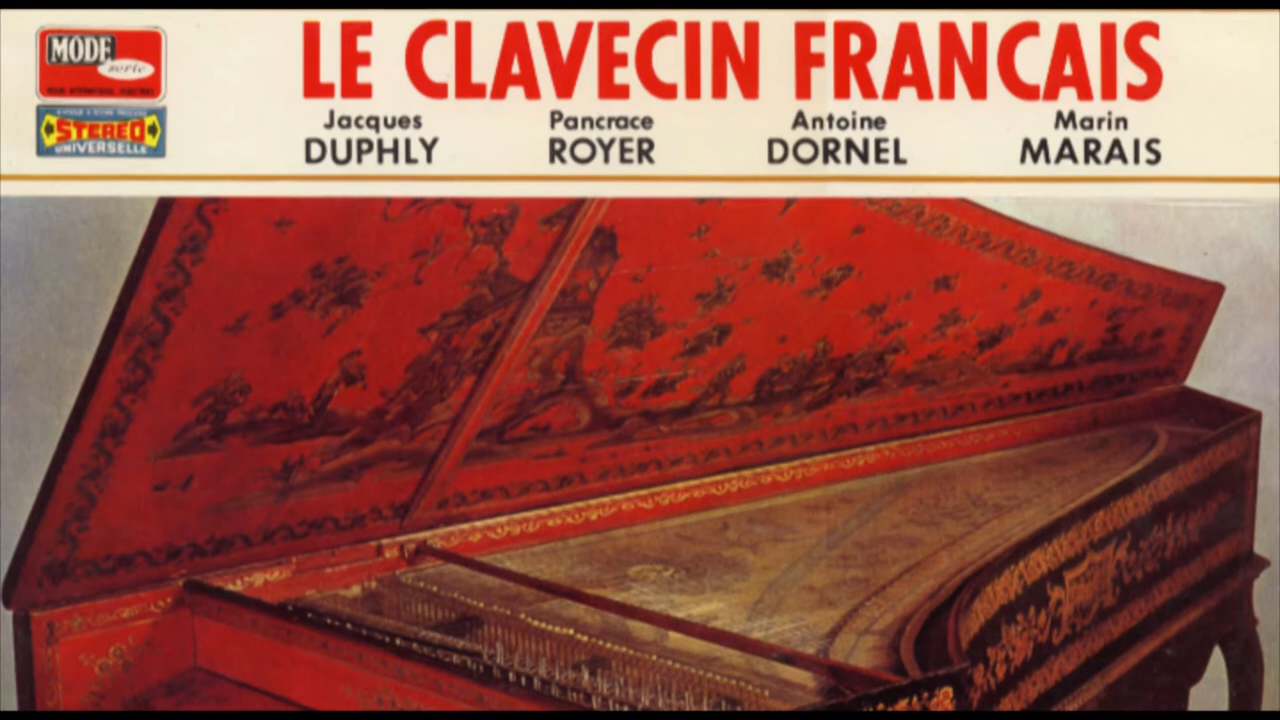 MODE
serie
LE CLAVECIN FRANCAIS
Jacques
DUPHLY
Pancrace
ROYER
Antoine
DORNEL
Marin
MARAIS
STEREO
UNIVERSELLE